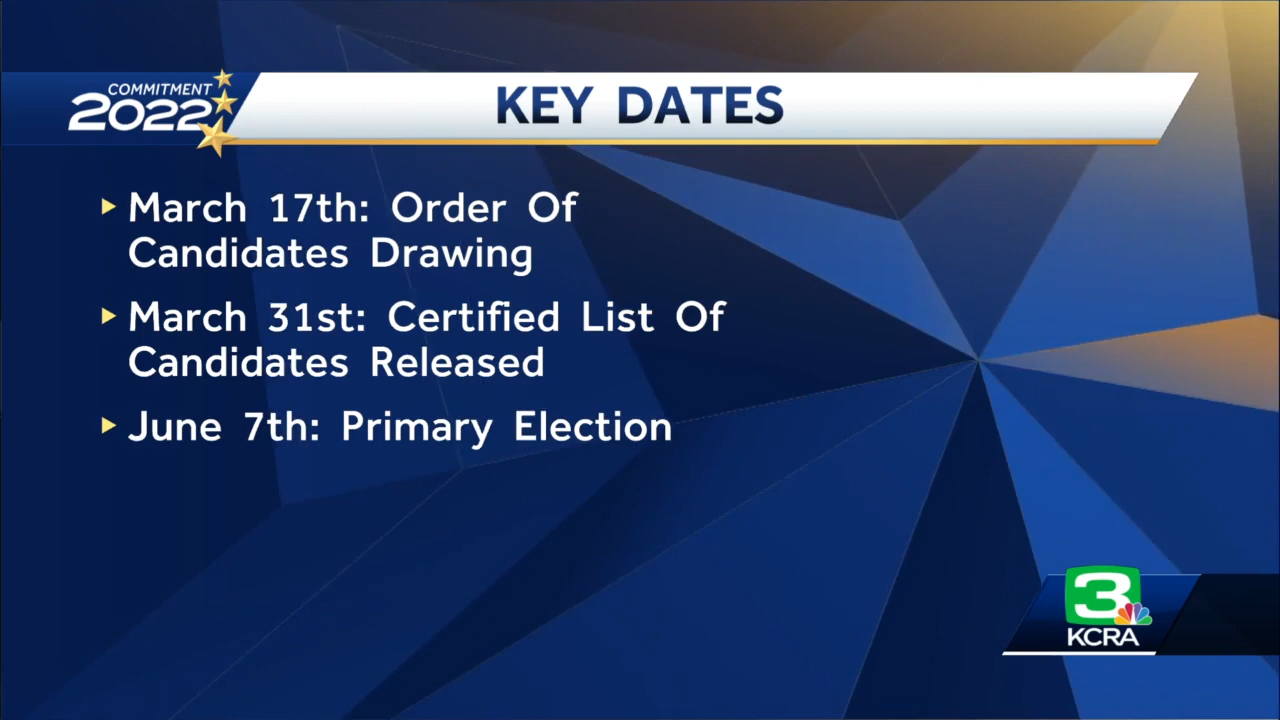 COMMITMENT
2022
KEY DATES
March 17th: Order Of
Candidates Drawing
March 31st: Certified List Of
Candidates Released
June 7th: Primary Election
3
KCRA